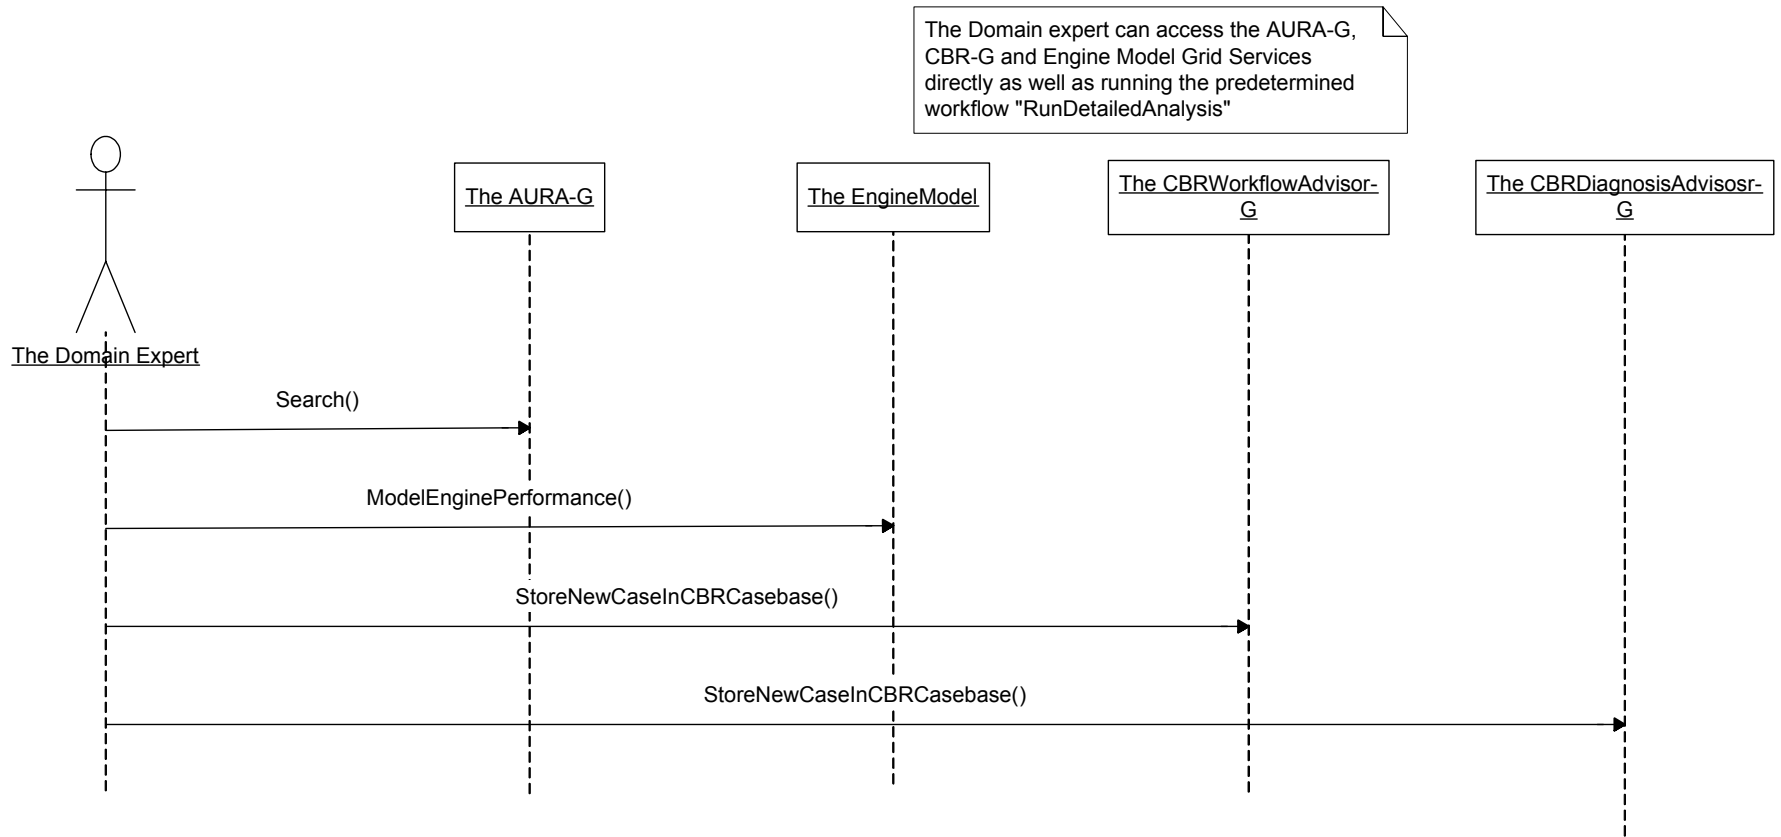 The Domain expert can access the AURA-G,
CBR-G and Engine Model Grid Services
directly as well as running the predetermined
workflow "RunDetailedAnalysis"
The AURA-G
The EngineModel
The CBRWorkflowAdvisor-
G
The CBRDiagnosisAdvisosr-
G
The Domain Expert
Search()
ModelEnginePerformance()
StoreNewCaseInCBRCasebase()
StoreNewCaseInCBRCasebase()